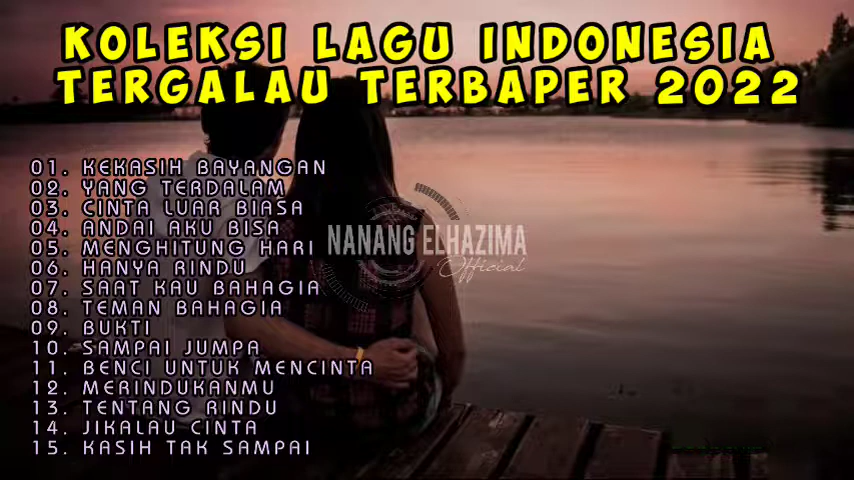 KOLEKSI LAGU INDONESIA
TERGALAU TERBAPER 2022
01. KEKASIH BAYANGAN
02. YANG TERDALAM
03. CINTA LUAR BIASA
04. ANDAI AKU BISA
05. MENGHITUNG HARI
06. HANYA RINDU
07. SAAT KAU BAHAGIA
08. TEMAN BAHAGIA
09. BUKTI
10. SAMPAI JUMPA
11. BENCI UNTUK MENCINTA
12. MERINDUKANMU
13. TENTANG RINDU
14. JIKALAU CINTA
15. KASIH TAK SAMPAI
NANANG ELHAZIMA
Official